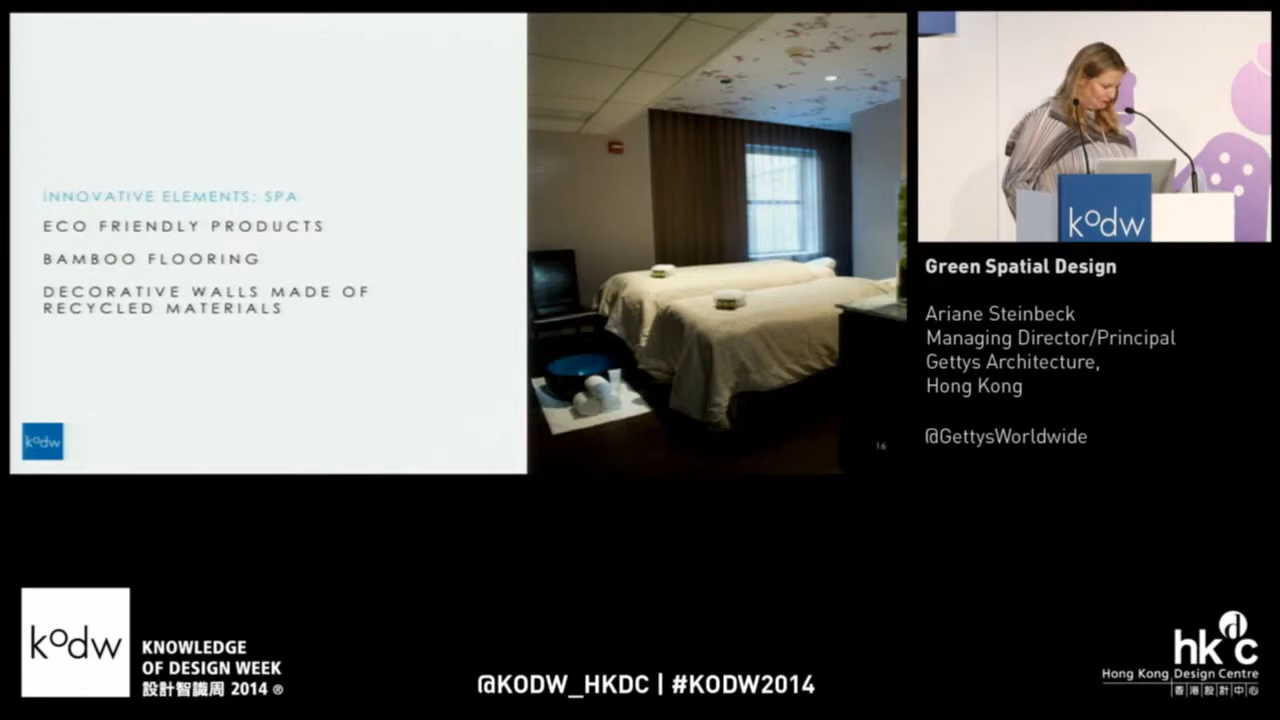 INNOVATIVE ELEMENTS: SPA
ECO FRIENDLY PRODUCTS
BAMBOO FLOORING
DECORATIVE WALLS MADE OF
RECYCLED MATERIALS
kodw
16
kodw
Green Spatial Design
Ariane Steinbeck
Managing Director/Principal
Gettys Architecture,
Hong Kong
@GettysWorldwide
kodw
KNOWLEDGE
OF DESIGN WEEK
設計智識周 2014 ®
@KODW_HKDC | #KODW2014
hkdc
Hong Kong Design Centre
香港設計中心